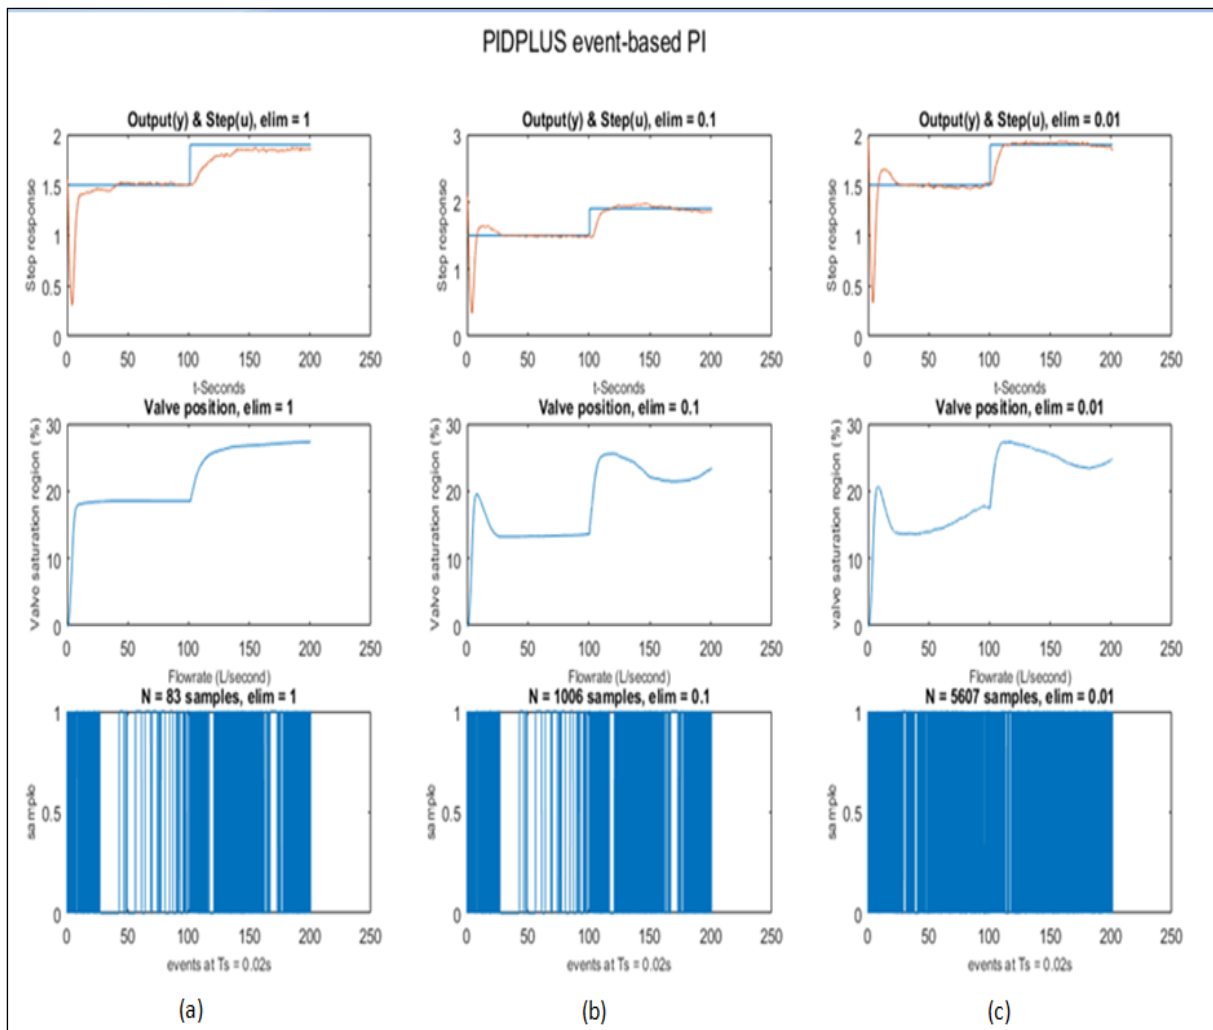 PIDPLUS event-based PI
Output(y) & Step(u), elim = 1
Output(y) & Step(u), elim = 0.1
Output(y) & Step(u), elim = 0.01
Step response
2
1.5
1
0.5
0
0 50 100 150 200 250
t-Seconds
Step response
3
2
1
0
0 50 100 150 200 250
t-Seconds
Step response
2
1.5
1
0.5
0
0 50 100 150 200 250
t-Seconds
Valve position, elim = 1
Valve position, elim = 0.1
Valve position, elim = 0.01
Valve saturation region (%)
30
20
10
0
0 50 100 150 200 250
Flowrate (L/second)
Valve saturation region (%)
30
20
10
0
0 50 100 150 200 250
Flowrate (L/second)
valve saturation region (%)
30
20
10
0
0 50 100 150 200 250
Flowrate (L/second)
N = 83 samples, elim = 1
N = 1006 samples, elim = 0.1
N = 5607 samples, elim = 0.01
sample
1
0.5
0
0 50 100 150 200 250
events at Ts = 0.02s
sample
1
0.5
0
0 50 100 150 200 250
events at Ts = 0.02s
sample
1
0.5
0
0 50 100 150 200 250
events at Ts = 0.02s
(a)
(b)
(c)